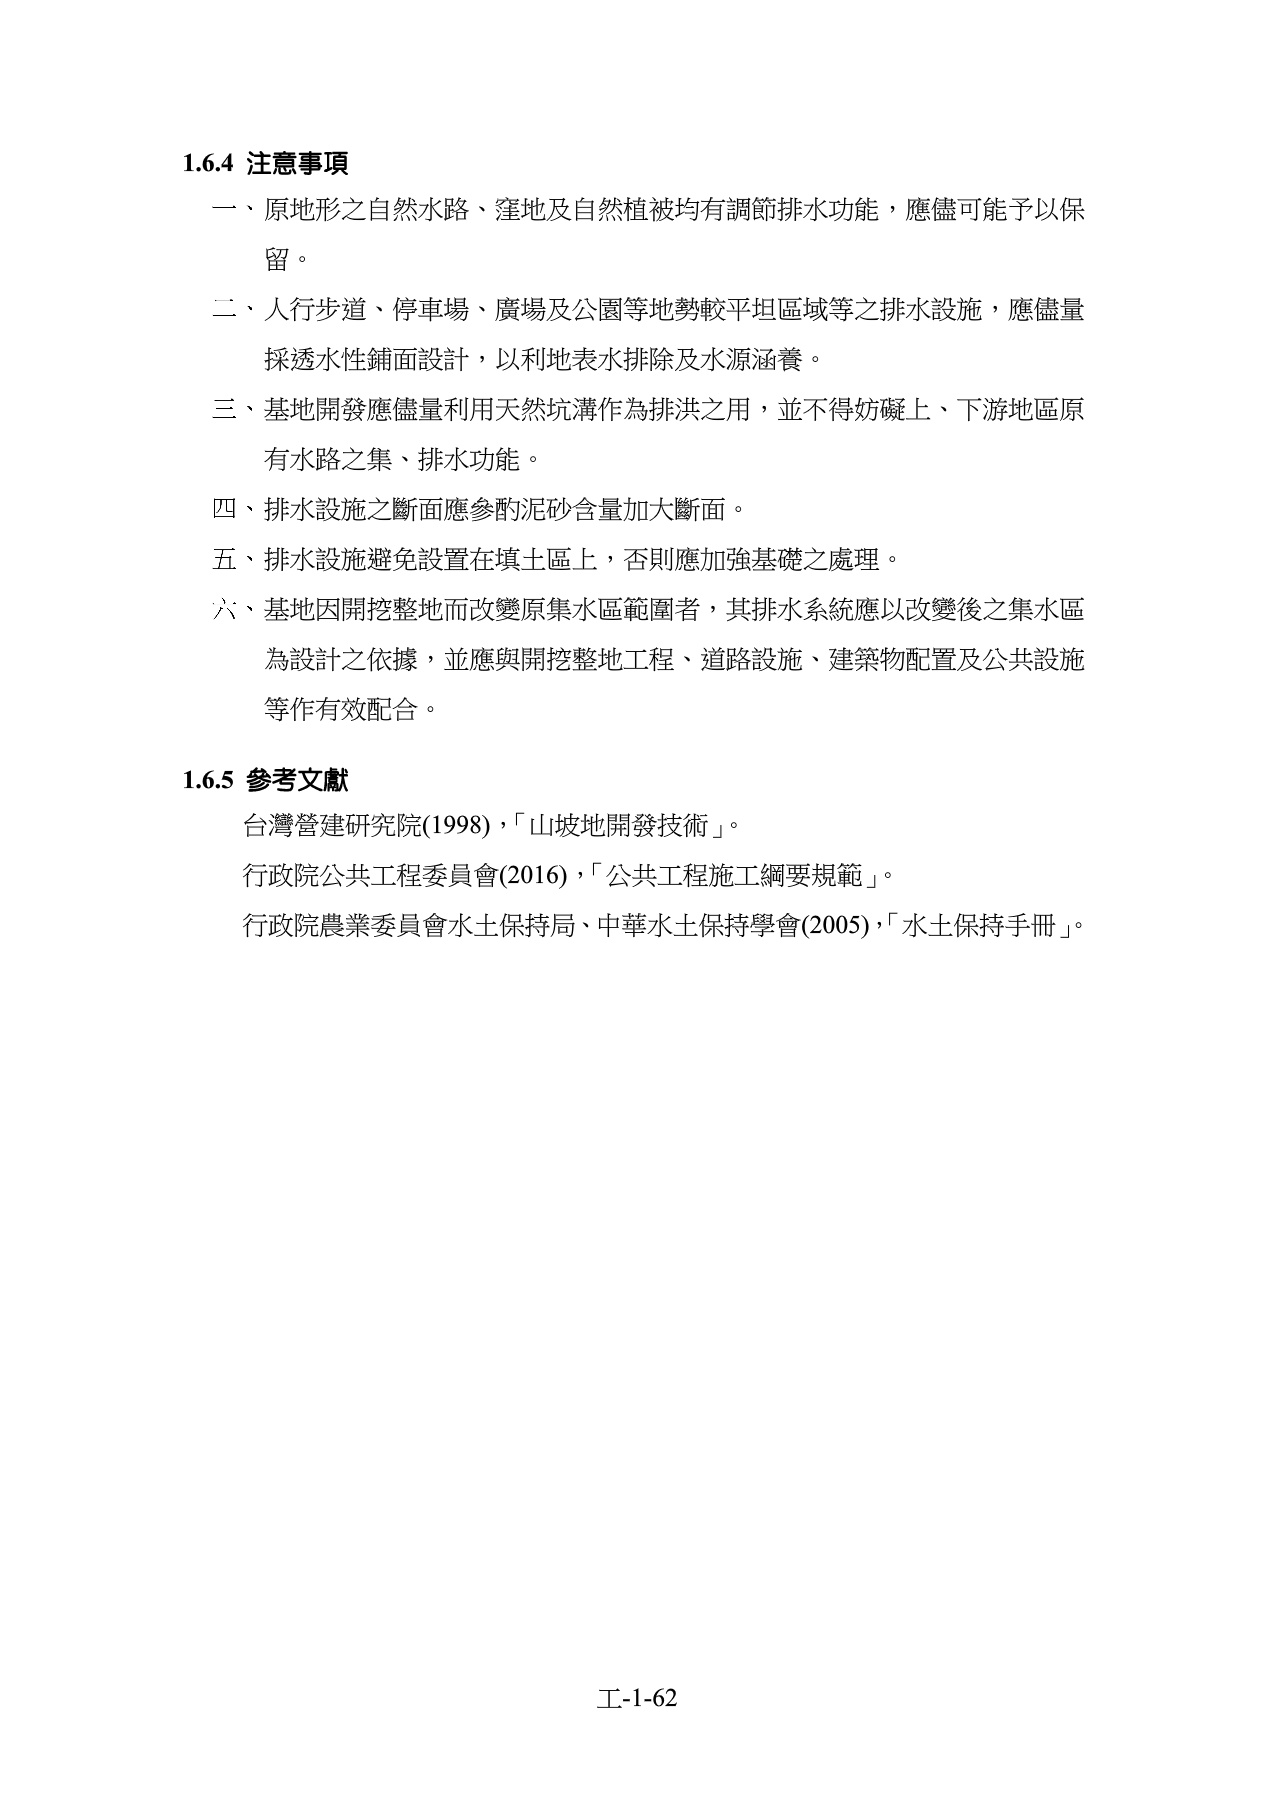 1.6.4 注意事項
一、原地形之自然水路、窪地及自然植被均有調節排水功能，應儘可能予以保
留。
二、人行步道、停車場、廣場及公園等地勢較平坦區域等之排水設施，應儘量
採透水性鋪面設計，以利地表水排除及水源涵養。
三、基地開發應儘量利用天然坑溝作為排洪之用，並不得妨礙上、下游地區原
有水路之集、排水功能。
四、排水設施之斷面應參酌泥砂含量加大斷面。
五、排水設施避免設置在填土區上，否則應加強基礎之處理。
六、基地因開挖整地而改變原集水區範圍者，其排水系統應以改變後之集水區
為設計之依據，並應與開挖整地工程、道路設施、建築物配置及公共設施
等作有效配合。
1.6.5 參考文獻
台灣營建研究院(1998)，「山坡地開發技術」。
行政院公共工程委員會(2016)，「公共工程施工綱要規範」。
行政院農業委員會水土保持局、中華水土保持學會(2005)，「水土保持手冊」。
工-1-62